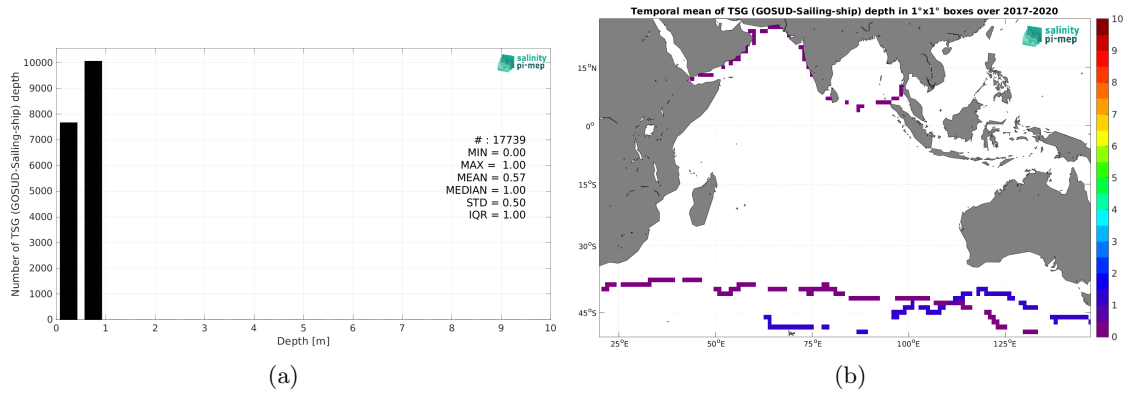 Number of TSG (GOSUD-Sailing-ship) depth
10000
9000
8000
7000
6000
5000
4000
3000
2000
1000
0
salinity
pi-mep
# : 17739
MIN = 0.00
MAX = 1.00
MEAN = 0.57
MEDIAN = 1.00
STD = 0.50
IQR = 1.00
0 1 2 3 4 5 6 7 8 9 10
Depth [m]
(a)
Temporal mean of TSG (GOSUD-Sailing-ship) depth in 1°x1° boxes over 2017-2020
salinity
pi-mep
15°N
0°
15°S
30°S
45°S
25°E 50°E 75°E 100°E 125°E
10
9
8
7
6
5
4
3
2
1
0
(b)